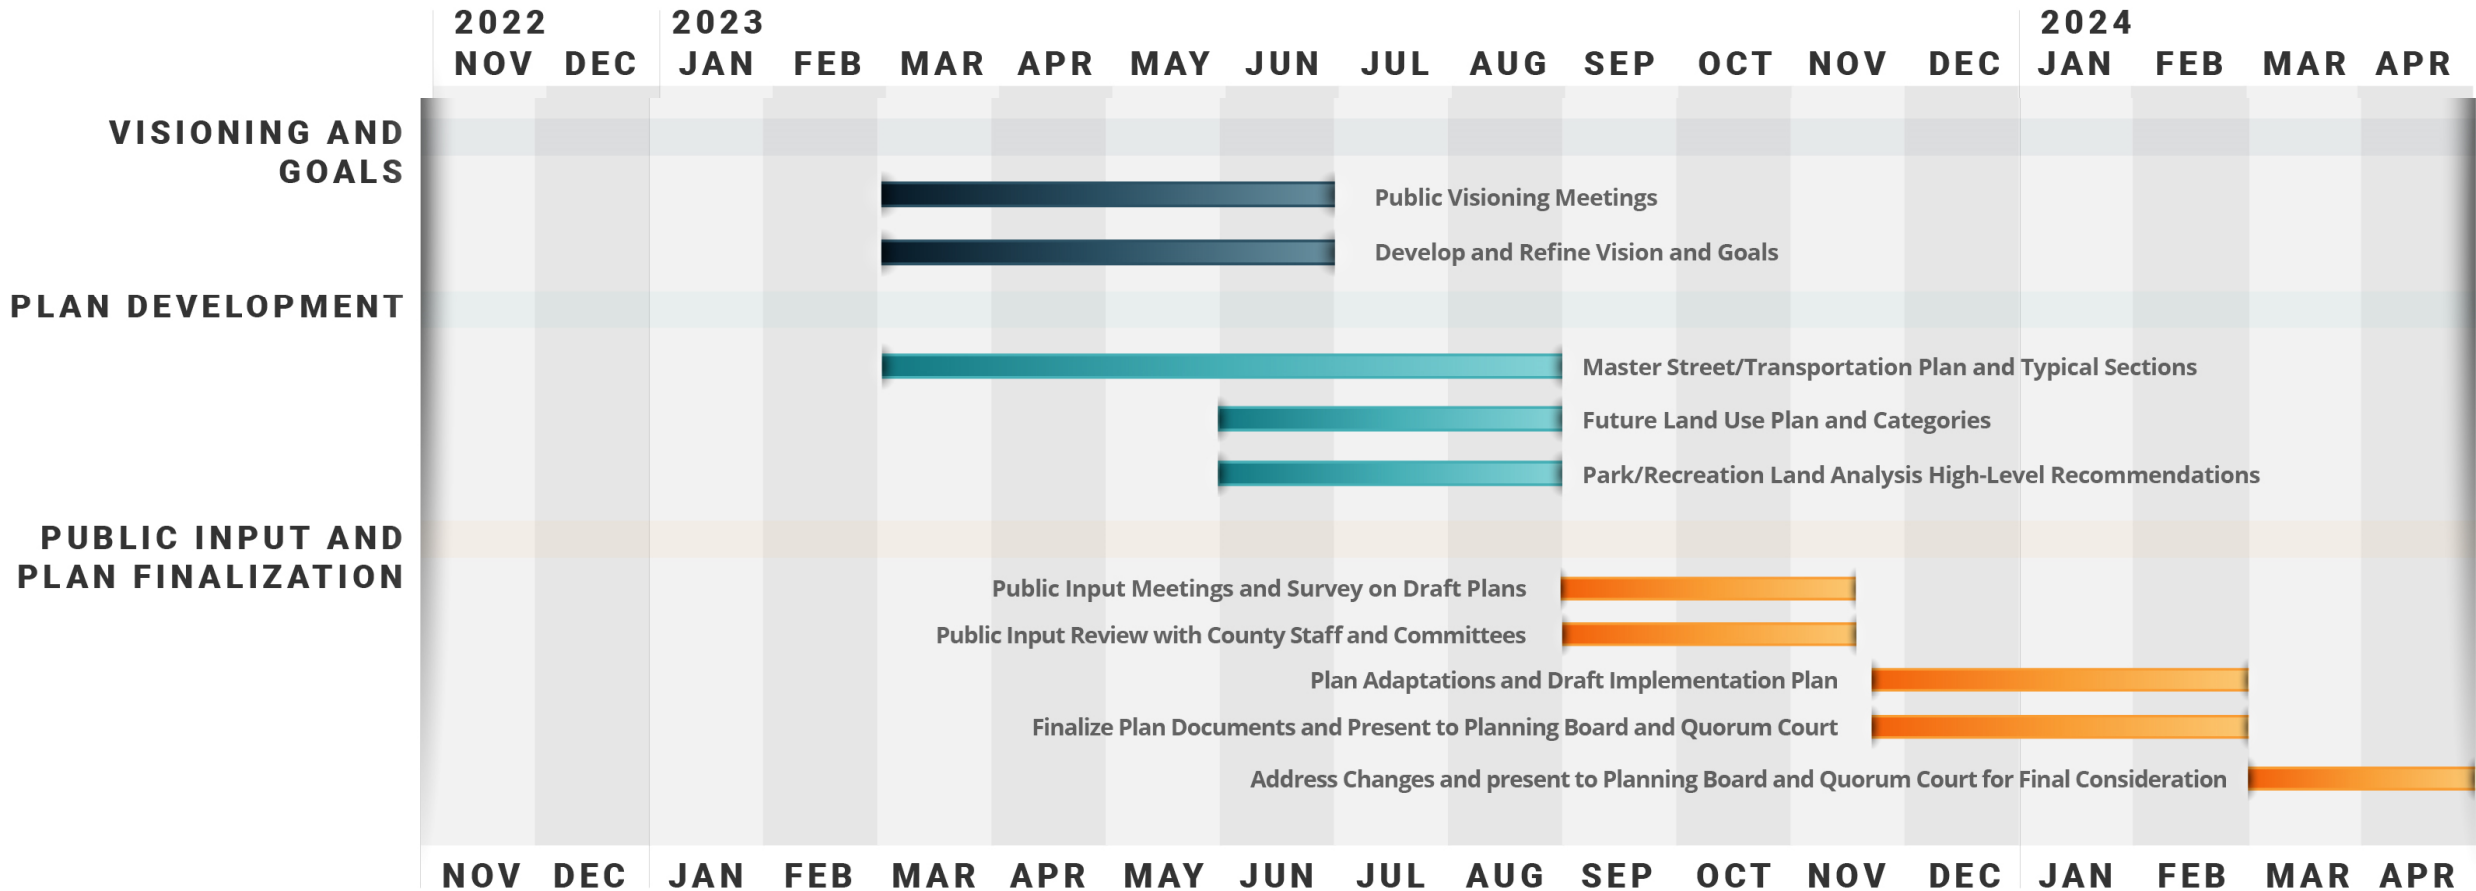 2022 2023 2024
NOV DEC JAN FEB MAR APR MAY JUN JUL AUG SEP OCT NOV DEC JAN FEB MAR APR
VISIONING AND
GOALS
Public Visioning Meetings
Develop and Refine Vision and Goals
PLAN DEVELOPMENT
Master Street/Transportation Plan and Typical Sections
Future Land Use Plan and Categories
Park/Recreation Land Analysis High-Level Recommendations
PUBLIC INPUT AND
PLAN FINALIZATION
Public Input Meetings and Survey on Draft Plans
Public Input Review with County Staff and Committees
Plan Adaptations and Draft Implementation Plan
Finalize Plan Documents and Present to Planning Board and Quorum Court
Address Changes and present to Planning Board and Quorum Court for Final Consideration
NOV DEC JAN FEB MAR APR MAY JUN JUL AUG SEP OCT NOV DEC JAN FEB MAR APR